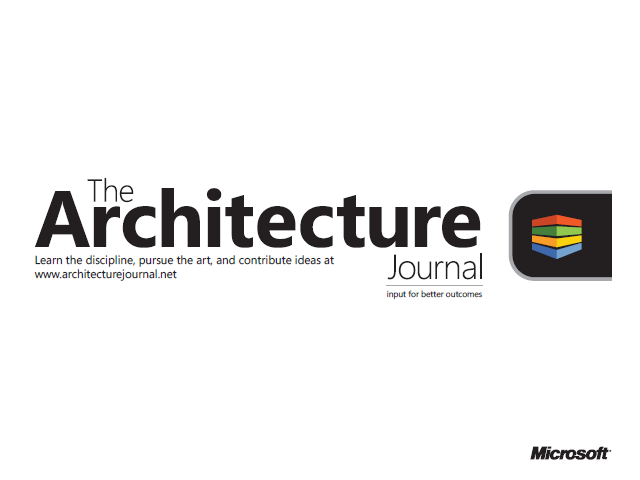 The
Architecture
Journal
Learn the discipline, pursue the art, and contribute ideas at
www.architecturejournal.net
input for better outcomes
Microsoft